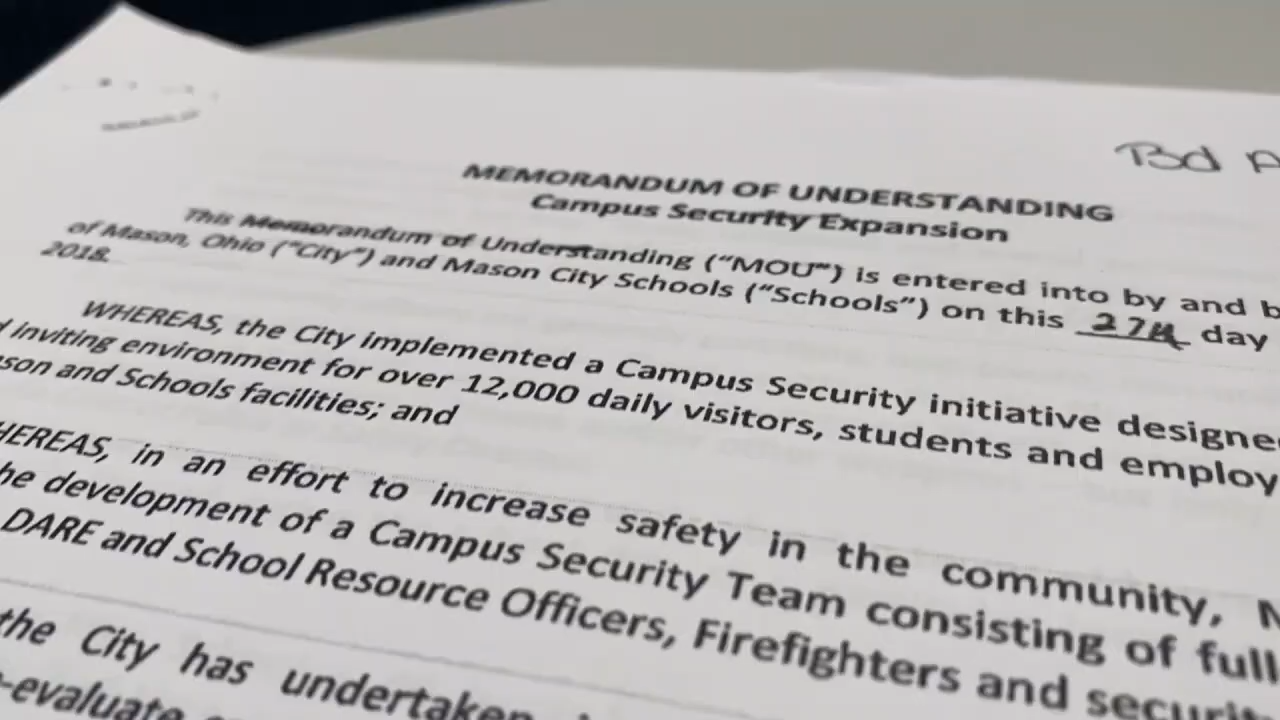 Bd
MEMORANDUM OF UNDERSTANDING
Campus Security Expansion
This Memorandum of Understanding ("MOU") is entered into by and b
of Mason, Ohio ("City") and Mason City Schools ("Schools") on this 27th day
2018.
WHEREAS, the City implemented a Campus Security initiative designe
inviting environment for over 12,000 daily visitors, students and employ
son and Schools facilities; and
HEREAS, in an effort to increase safety in the community,
he development of a Campus Security Team consisting of full
DARE and School Resource Officers, Firefighters and securit
the City has undertaken
-evaluate